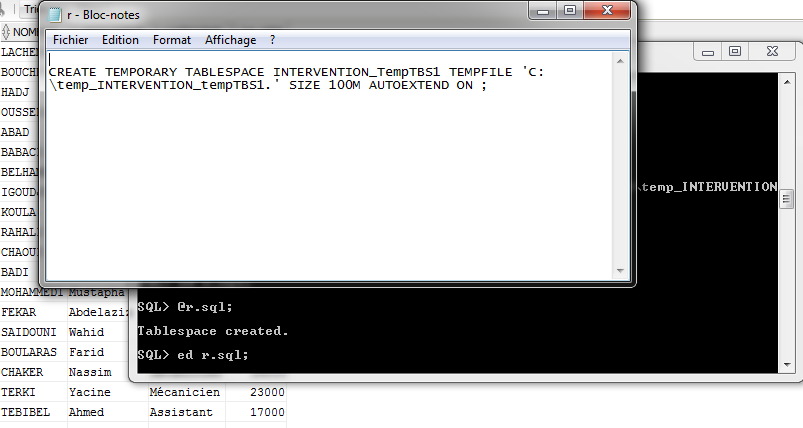 Tri
r - Bloc-notes
Fichier Edition Format Affichage ?
CREATE TEMPORARY TABLESPACE INTERVENTION_TempTBS1 TEMPFILE 'C:
\temp_INTERVENTION_tempTBS1.' SIZE 100M AUTOEXTEND ON ;
NOM
LACHE
BOUCH
HADJ
OUSSE
ABAD
BABAC
BELHA
IGOUD
KOULA
RAHAL
CHAOU
BADI
MOHAMMEDI Mustapha
FEKAR Abdelazi
SAIDOUNI Wahid
BOULARAS Farid
CHAKER Nassim
TERKI Yacine Mécanicien 23000
TEBIBEL Ahmed Assistant 17000
\temp_INTERVENTION
SQL> @r.sql;
Tablespace created.
SQL> ed r.sql;